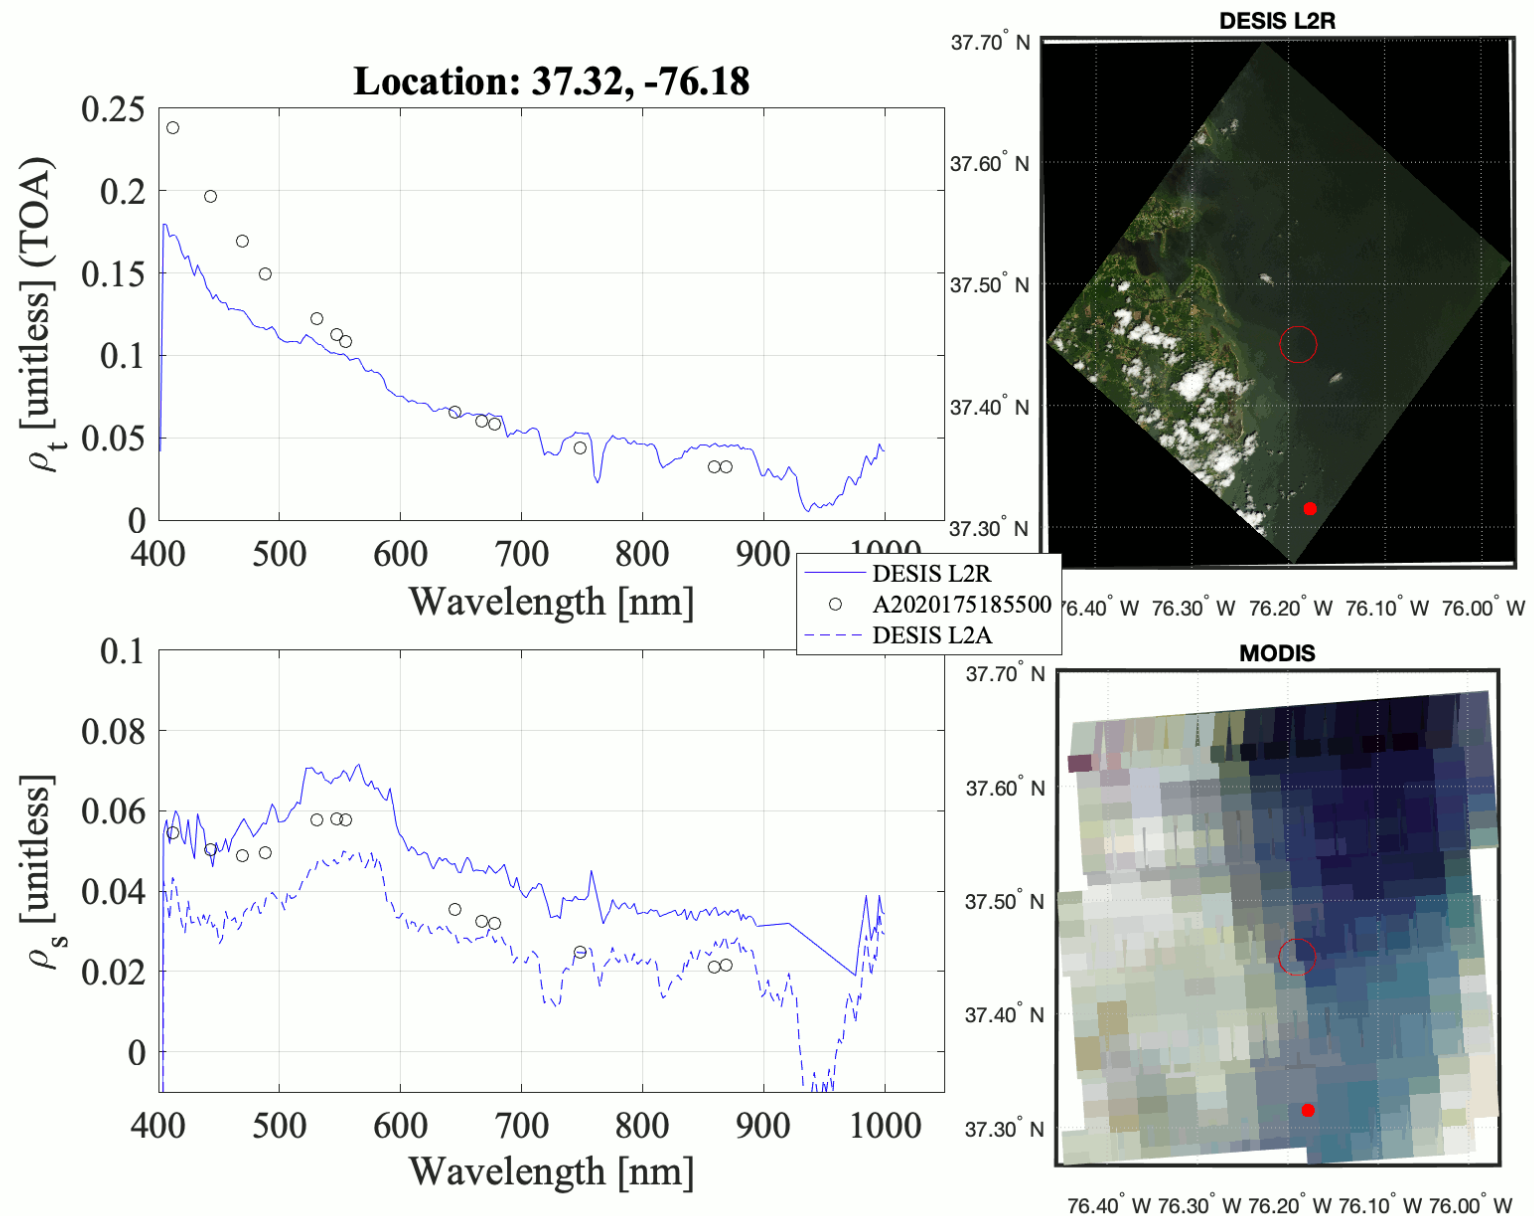 Location: 37.32, -76.18
0.25
0.2
0.15
0.1
0.05
0
ρt [unitless] (TOA)
400 500 600 700 800 900 1000
Wavelength [nm]
DESIS L2R
37.70° N
37.60° N
37.50° N
37.40° N
37.30° N
76.40° W 76.30° W 76.20° W 76.10° W 76.00° W
DESIS L2R
A2020175185500
DESIS L2A
0.1
0.08
0.06
0.04
0.02
0
ρs [unitless]
400 500 600 700 800 900 1000
Wavelength [nm]
MODIS
37.70° N
37.60° N
37.50° N
37.40° N
37.30° N
76.40° W 76.30° W 76.20° W 76.10° W 76.00° W